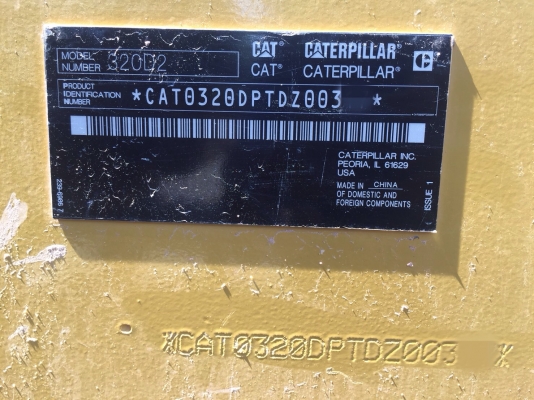 MODEL NUMBER 320D2
CAT CATERPILLAR C
CAT® CATERPILLAR®
PRODUCT IDENTIFICATION NUMBER *CAT0320DPTDZ003 *
CATERPILLAR INC.
PEORIA, IL 61629
USA
MADE IN CHINA
OF DOMESTIC AND
FOREIGN COMPONENTS
ISSUE 1
*CAT0320DPTDZ003 *